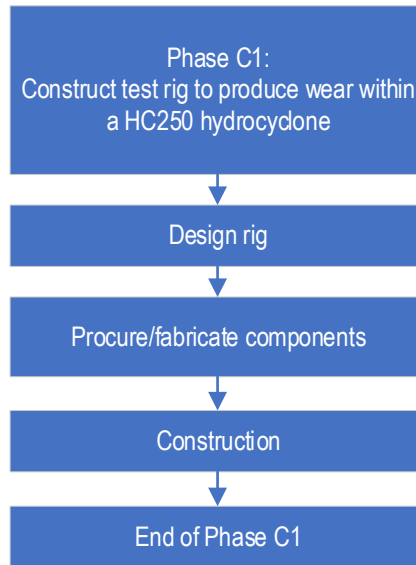 Phase C1:
Construct test rig to produce wear within
a HC250 hydrocyclone
Design rig
Procure/fabricate components
Construction
End of Phase C1